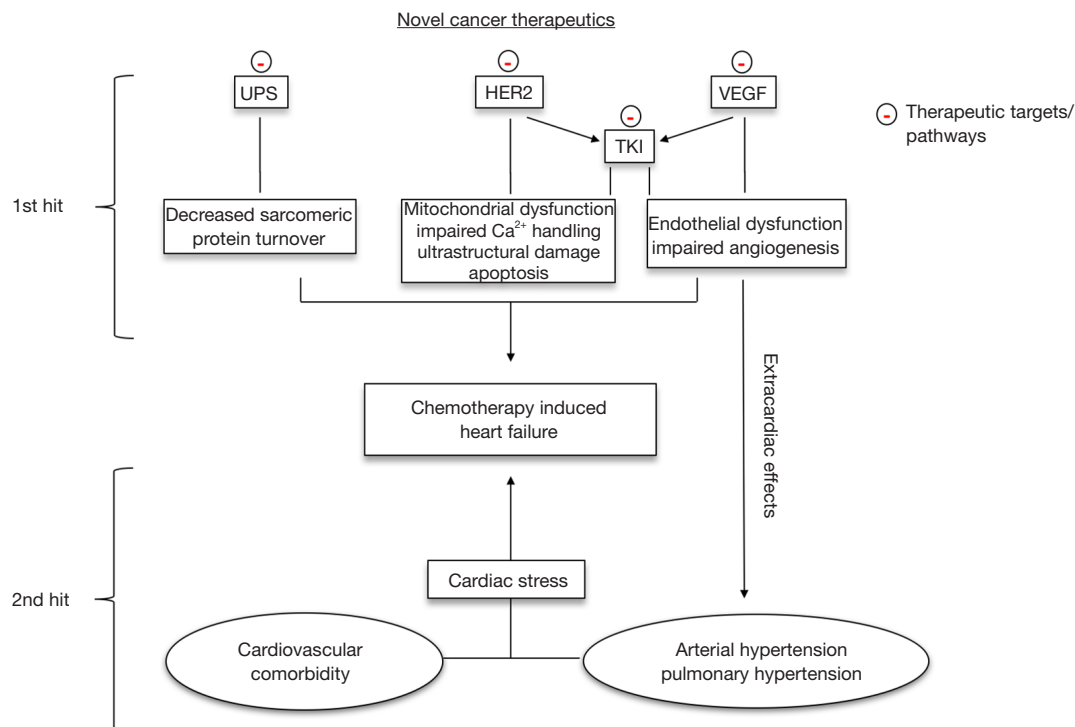 Novel cancer therapeutics
-
-
-
UPS
HER2
VEGF
-
TKI
- Therapeutic targets/
pathways
1st hit
Decreased sarcomeric
protein turnover
Mitochondrial dysfunction
impaired Ca²⁺ handling
ultrastructural damage
apoptosis
Endothelial dysfunction
impaired angiogenesis
Extracardiac effects
Chemotherapy induced
heart failure
2nd hit
Cardiac stress
Cardiovascular
comorbidity
Arterial hypertension
pulmonary hypertension